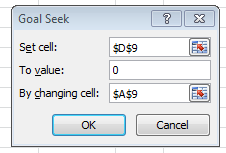 Goal Seek
Set cell: $D$9
To value: 0
By changing cell: $A$9
OK Cancel